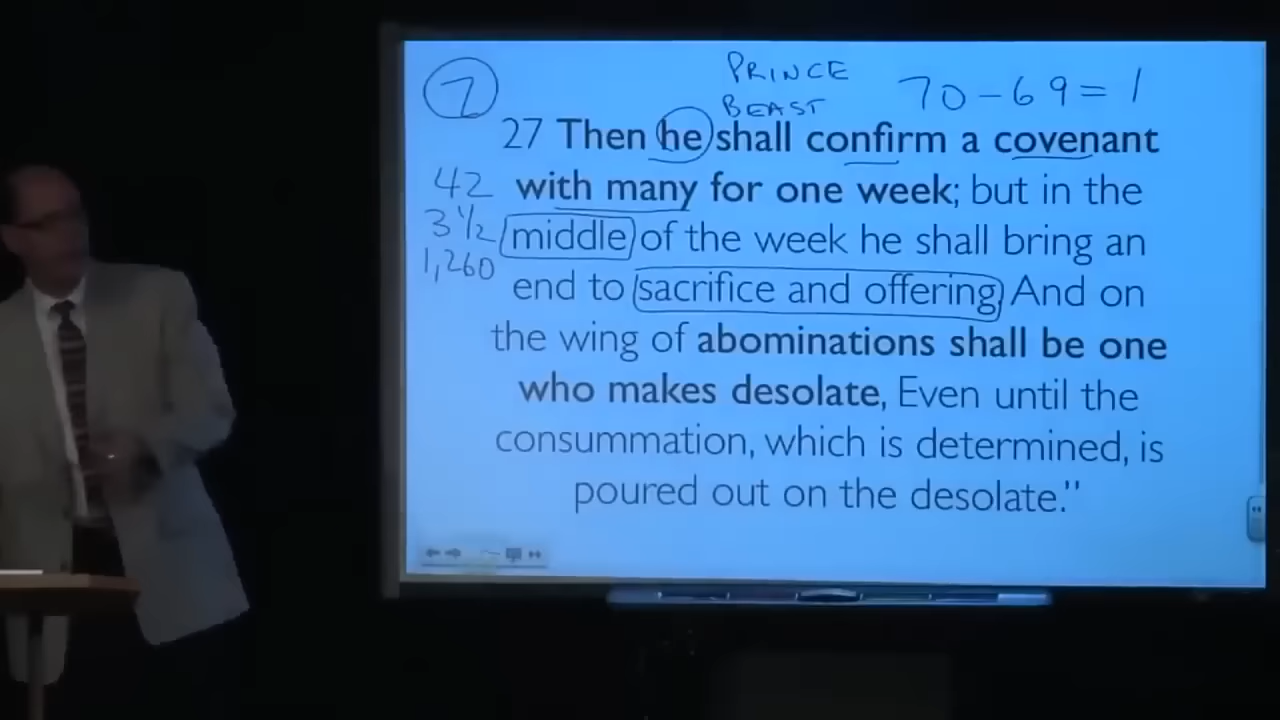 PRINCE
7
BEAST
70-69=1
27 Then he shall confirm a covenant
42
with many for one week; but in the
3 1/2
middle of the week he shall bring an
1,260
end to sacrifice and offering And on
the wing of abominations shall be one
who makes desolate, Even until the
consummation, which is determined, is
poured out on the desolate."